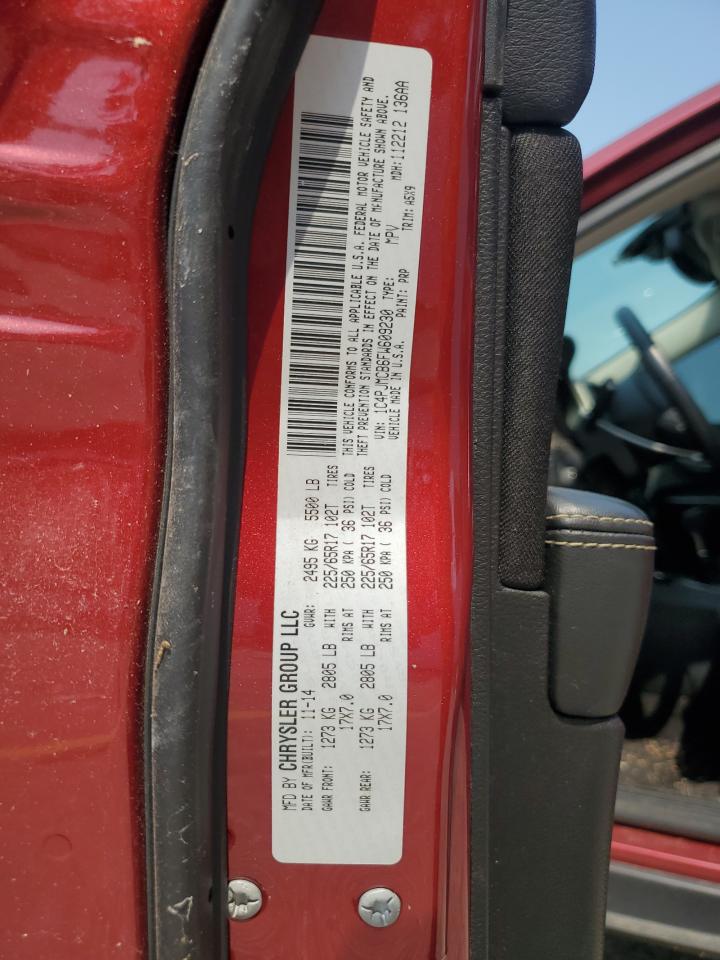 MFD BY CHRYSLER GROUP LLC
DATE OF MFR(BUILT): 11-14 GVWR: 2495 KG 5500 LB
GAWR FRONT: 1273 KG 2805 LB WITH 225/65R17 102T TIRES
17X7.0 RIMS AT 250 KPA ( 36 PSI) COLD
GAWR REAR: 1273 KG 2805 LB WITH 225/65R17 102T TIRES
17X7.0 RIMS AT 250 KPA ( 36 PSI) COLD
THIS VEHICLE CONFORMS TO ALL APPLICABLE U.S.A. FEDERAL MOTOR VEHICLE SAFETY AND
THEFT PREVENTION STANDARDS IN EFFECT ON THE DATE OF MANUFACTURE SHOWN ABOVE.
VIN: 1C4PJMCB6FW609230 TYPE: MPV MDH: 112212 136AA
VEHICLE MADE IN U.S.A. PAINT: PRP TRIM: A5X9